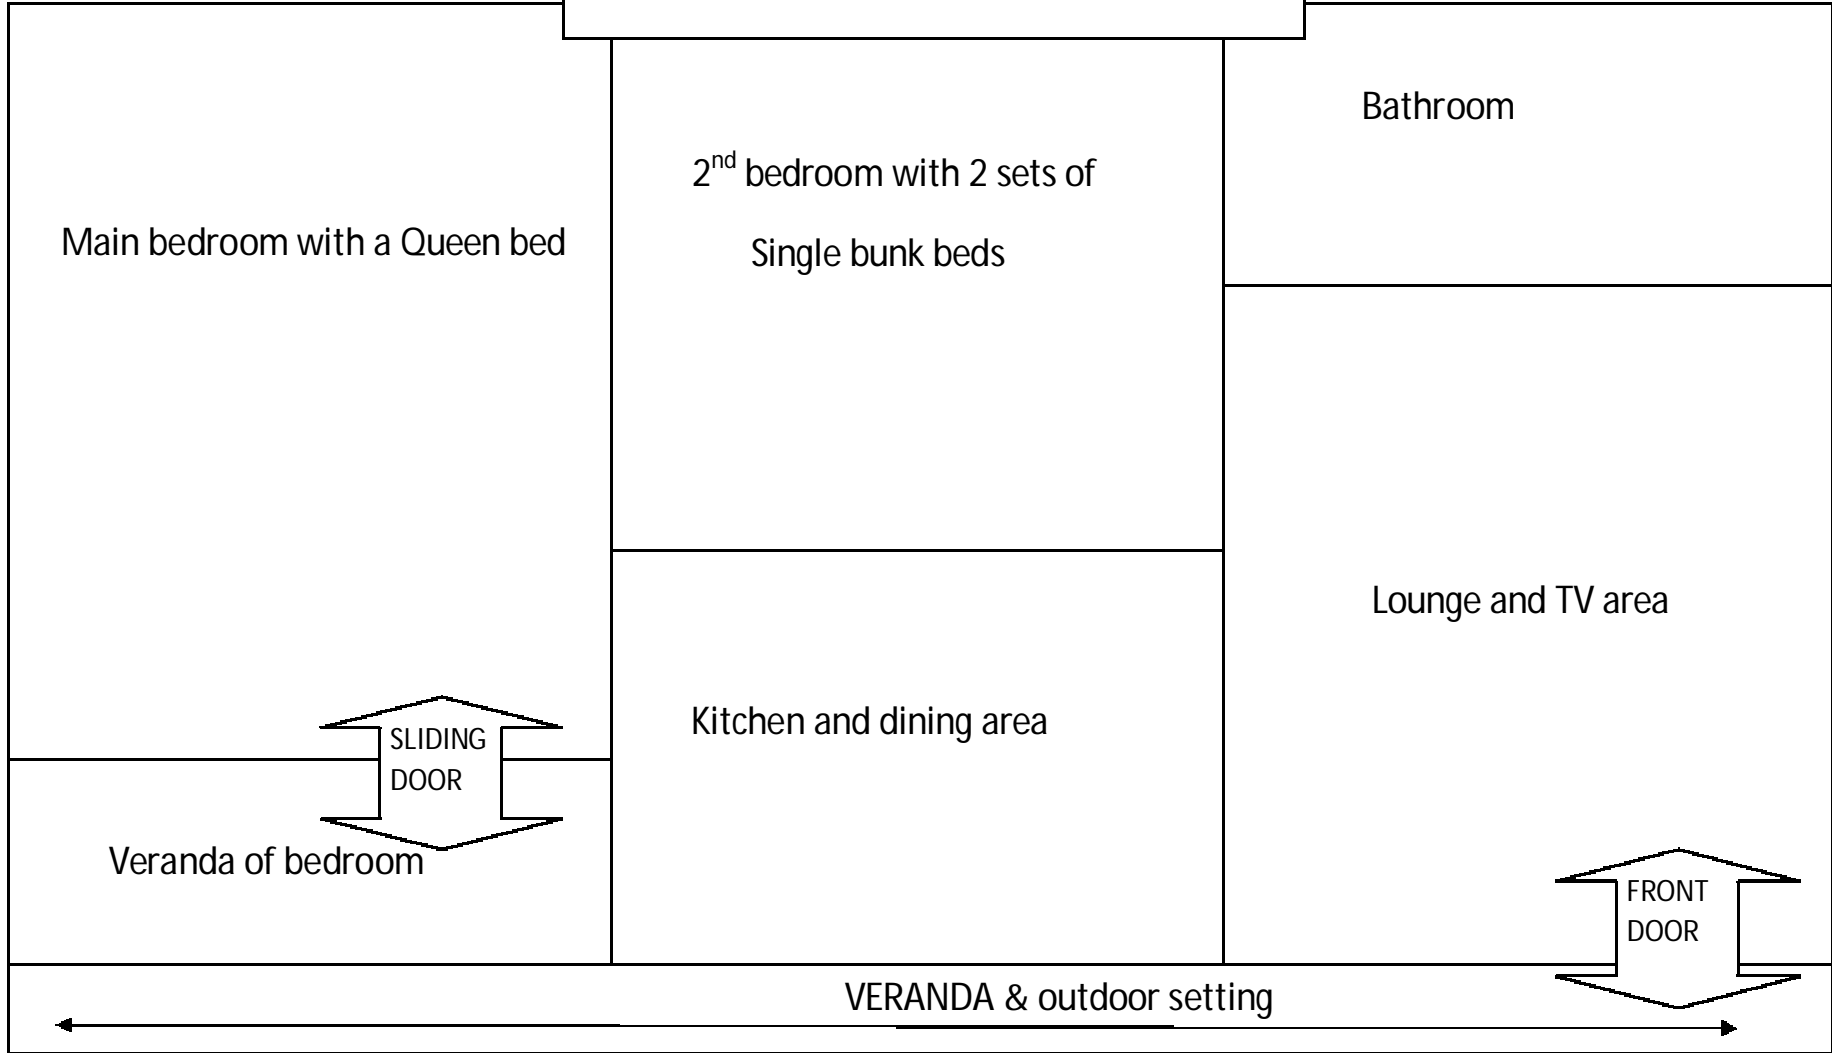 Bathroom
2nd bedroom with 2 sets of
Single bunk beds
Main bedroom with a Queen bed
Lounge and TV area
Kitchen and dining area
SLIDING
DOOR
Veranda of bedroom
FRONT
DOOR
VERANDA & outdoor setting